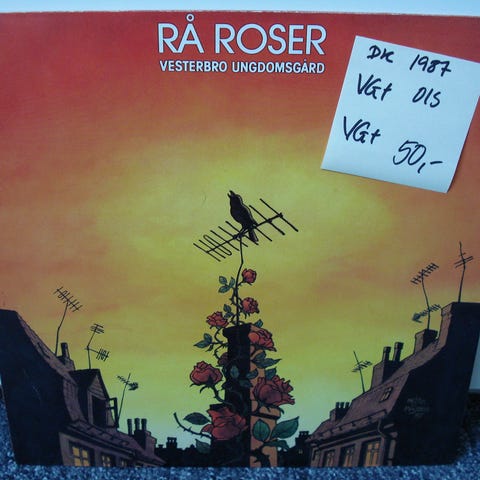 RÅ ROSER
VESTERBRO UNGDOMSGÅRD
DK 1987
VG+ OIS
VG+
50,-